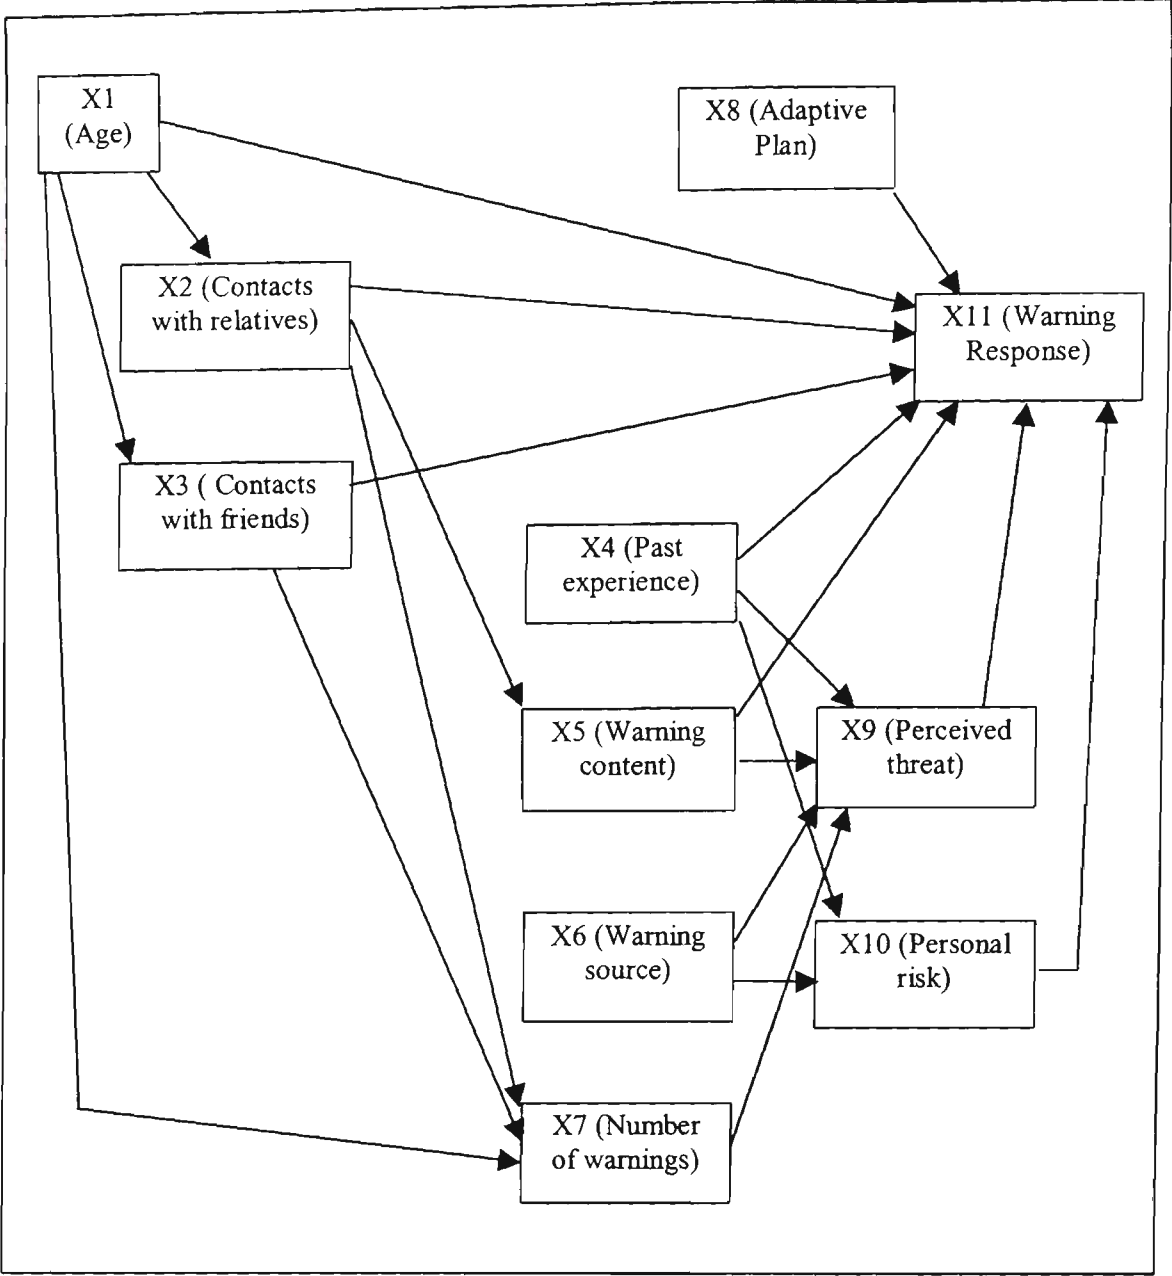 X1
(Age)
X8 (Adaptive
Plan)
X2 (Contacts
with relatives)
X11 (Warning
Response)
X3 ( Contacts
with friends)
X4 (Past
experience)
X5 (Warning
content)
X9 (Perceived
threat)
X6 (Warning
source)
X10 (Personal
risk)
X7 (Number
of warnings)